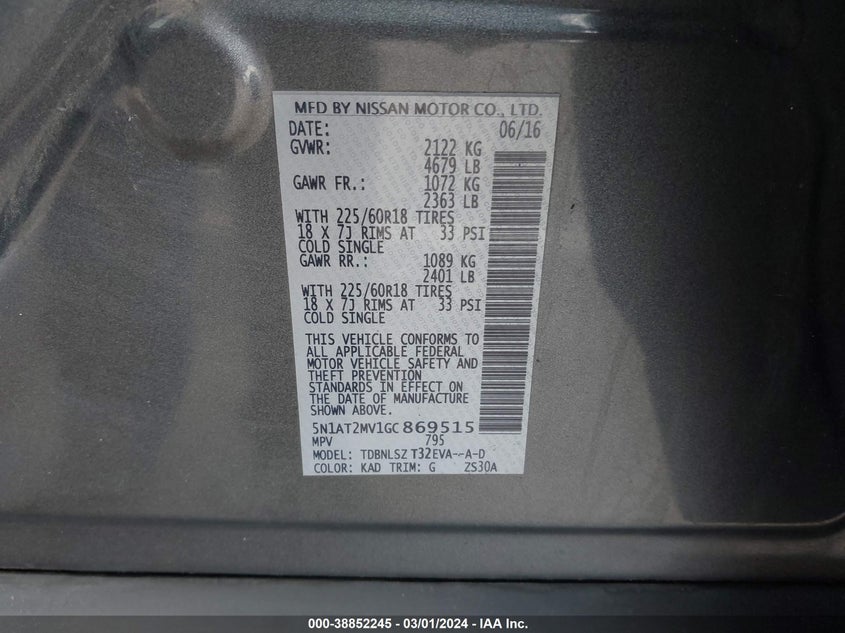 MFD BY NISSAN MOTOR CO., LTD.
DATE: 06/16
GVWR: 2122 KG
4679 LB
GAWR FR.: 1072 KG
2363 LB
WITH 225/60R18 TIRES
18 X 7J RIMS AT 33 PSI
COLD SINGLE
GAWR RR.: 1089 KG
2401 LB
WITH 225/60R18 TIRES
18 X 7J RIMS AT 33 PSI
COLD SINGLE
THIS VEHICLE CONFORMS TO
ALL APPLICABLE FEDERAL
MOTOR VEHICLE SAFETY AND
THEFT PREVENTION
STANDARDS IN EFFECT ON
THE DATE OF MANUFACTURE
SHOWN ABOVE.
5N1AT2MV1GC869515
MPV 795
MODEL: TDBNLSZ T32EVA--A-D
COLOR: KAD TRIM: G ZS30A
000-38852245 - 03/01/2024 - IAA Inc.